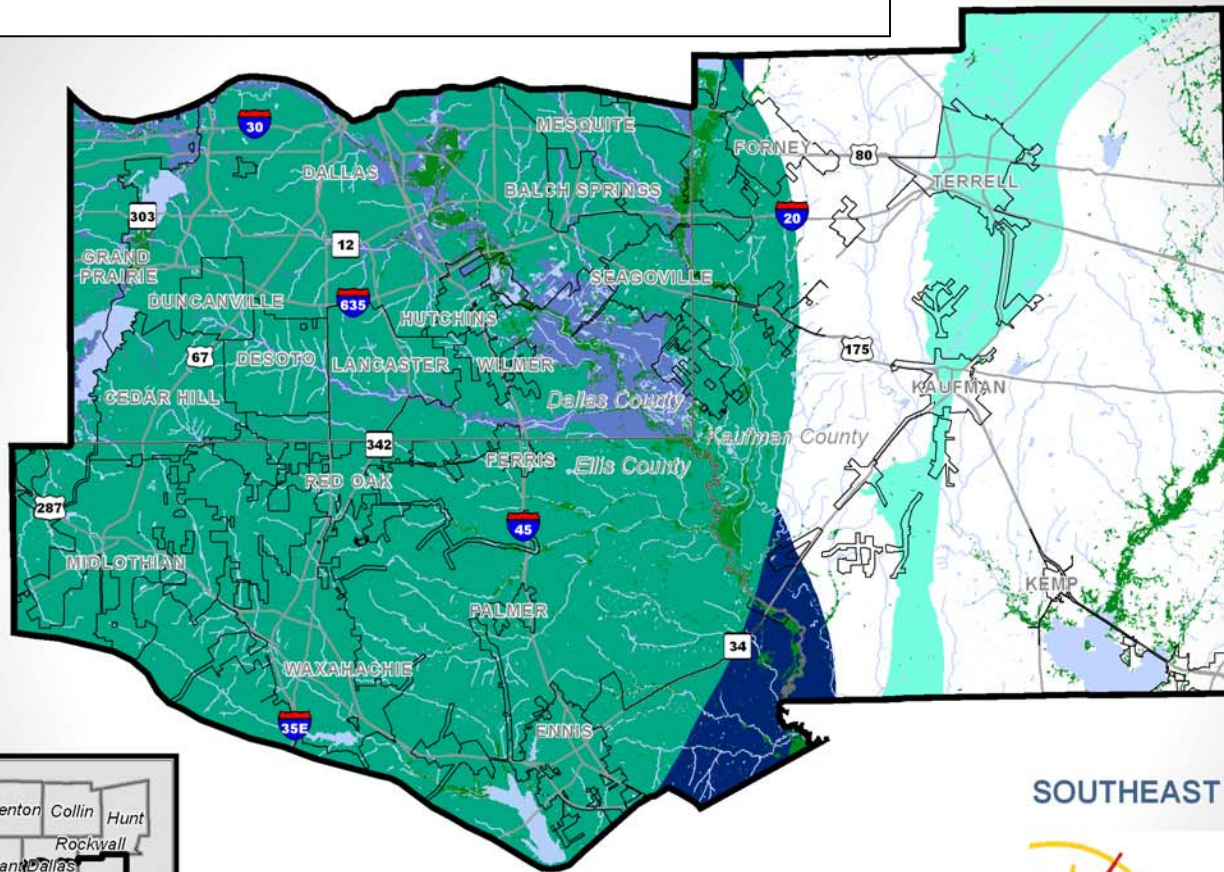 30
MESQUITE
FORNEY
80
DALLAS
BALCH SPRINGS
TERRELL
303
20
12
GRAND
PRAIRIE
SEAGOVILLE
DUNCANVILLE
635
HUTCHINS
175
67
DESOTO
LANCASTER
WILMER
KAUFMAN
CEDAR HILL
Dallas County
Kaufman County
342
FERRIS
Ellis County
RED OAK
287
45
MIDLOTHIAN
KEMP
PALMER
34
WAXAHACHIE
35E
ENNIS
SOUTHEAST
enton
Collin
Hunt
Rockwall
ant
Dallas